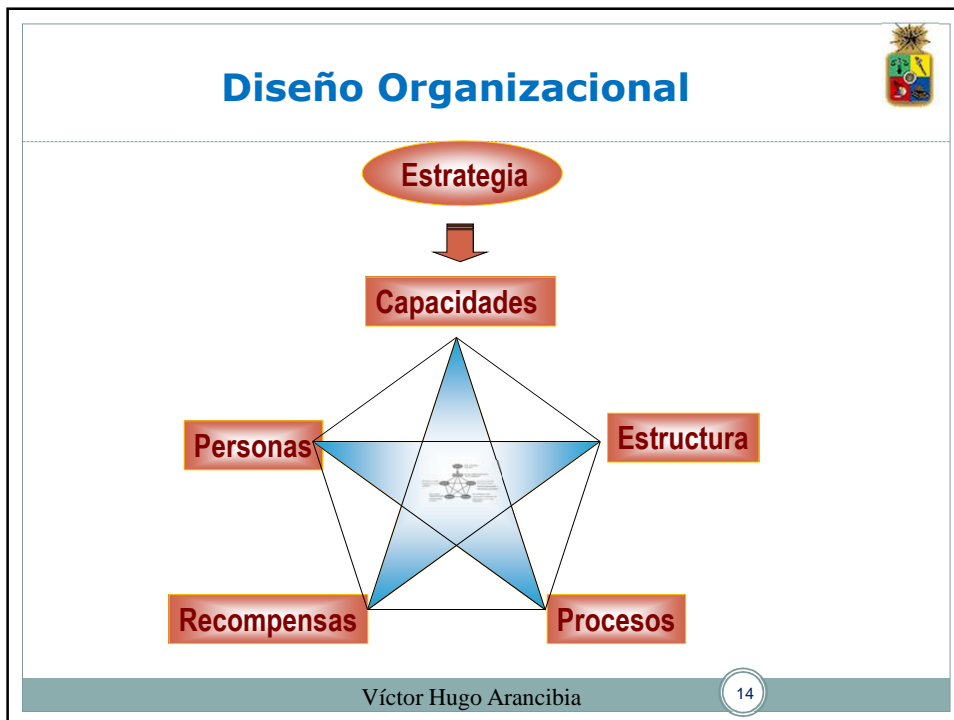 Diseño Organizacional
Estrategia
Capacidades
Personas
Estructura
Recompensas
Procesos
Víctor Hugo Arancibia
14